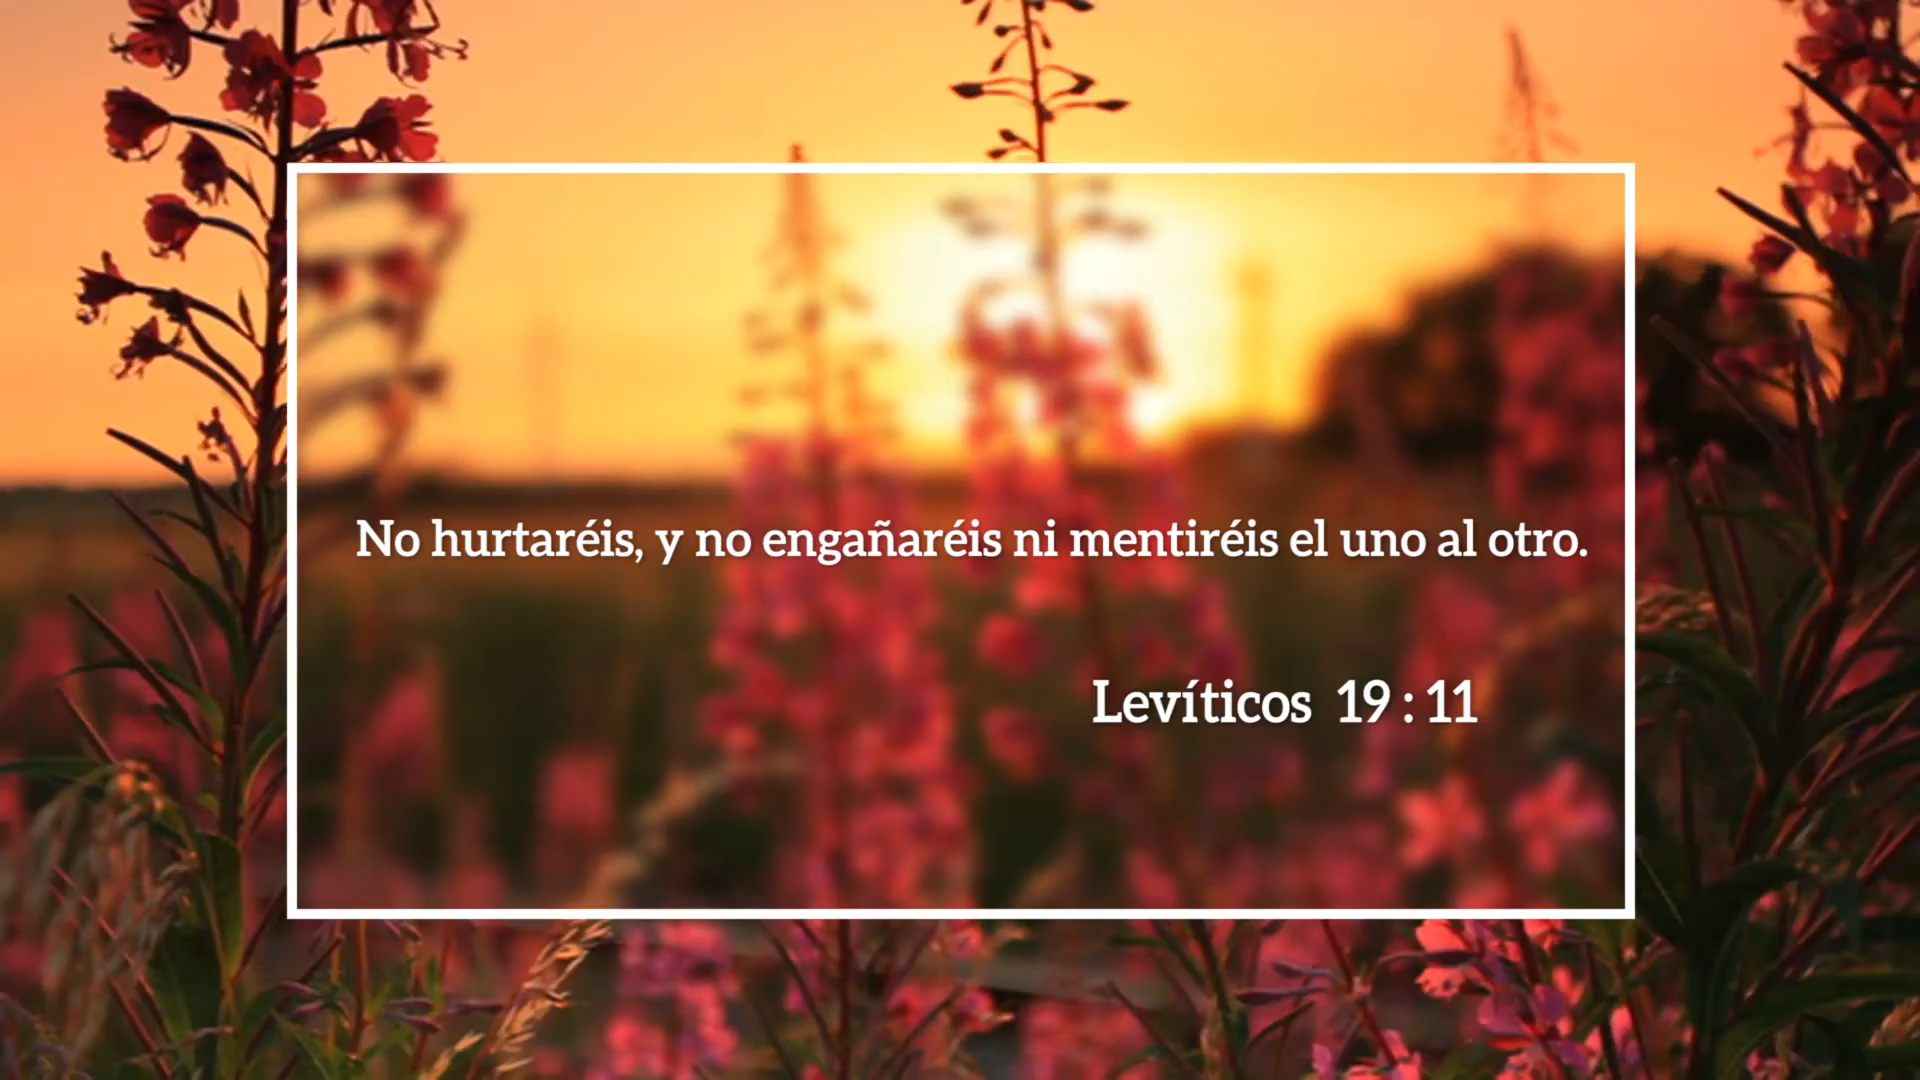 No hurtaréis, y no engañaréis ni mentiréis el uno al otro.
Levíticos 19 : 11